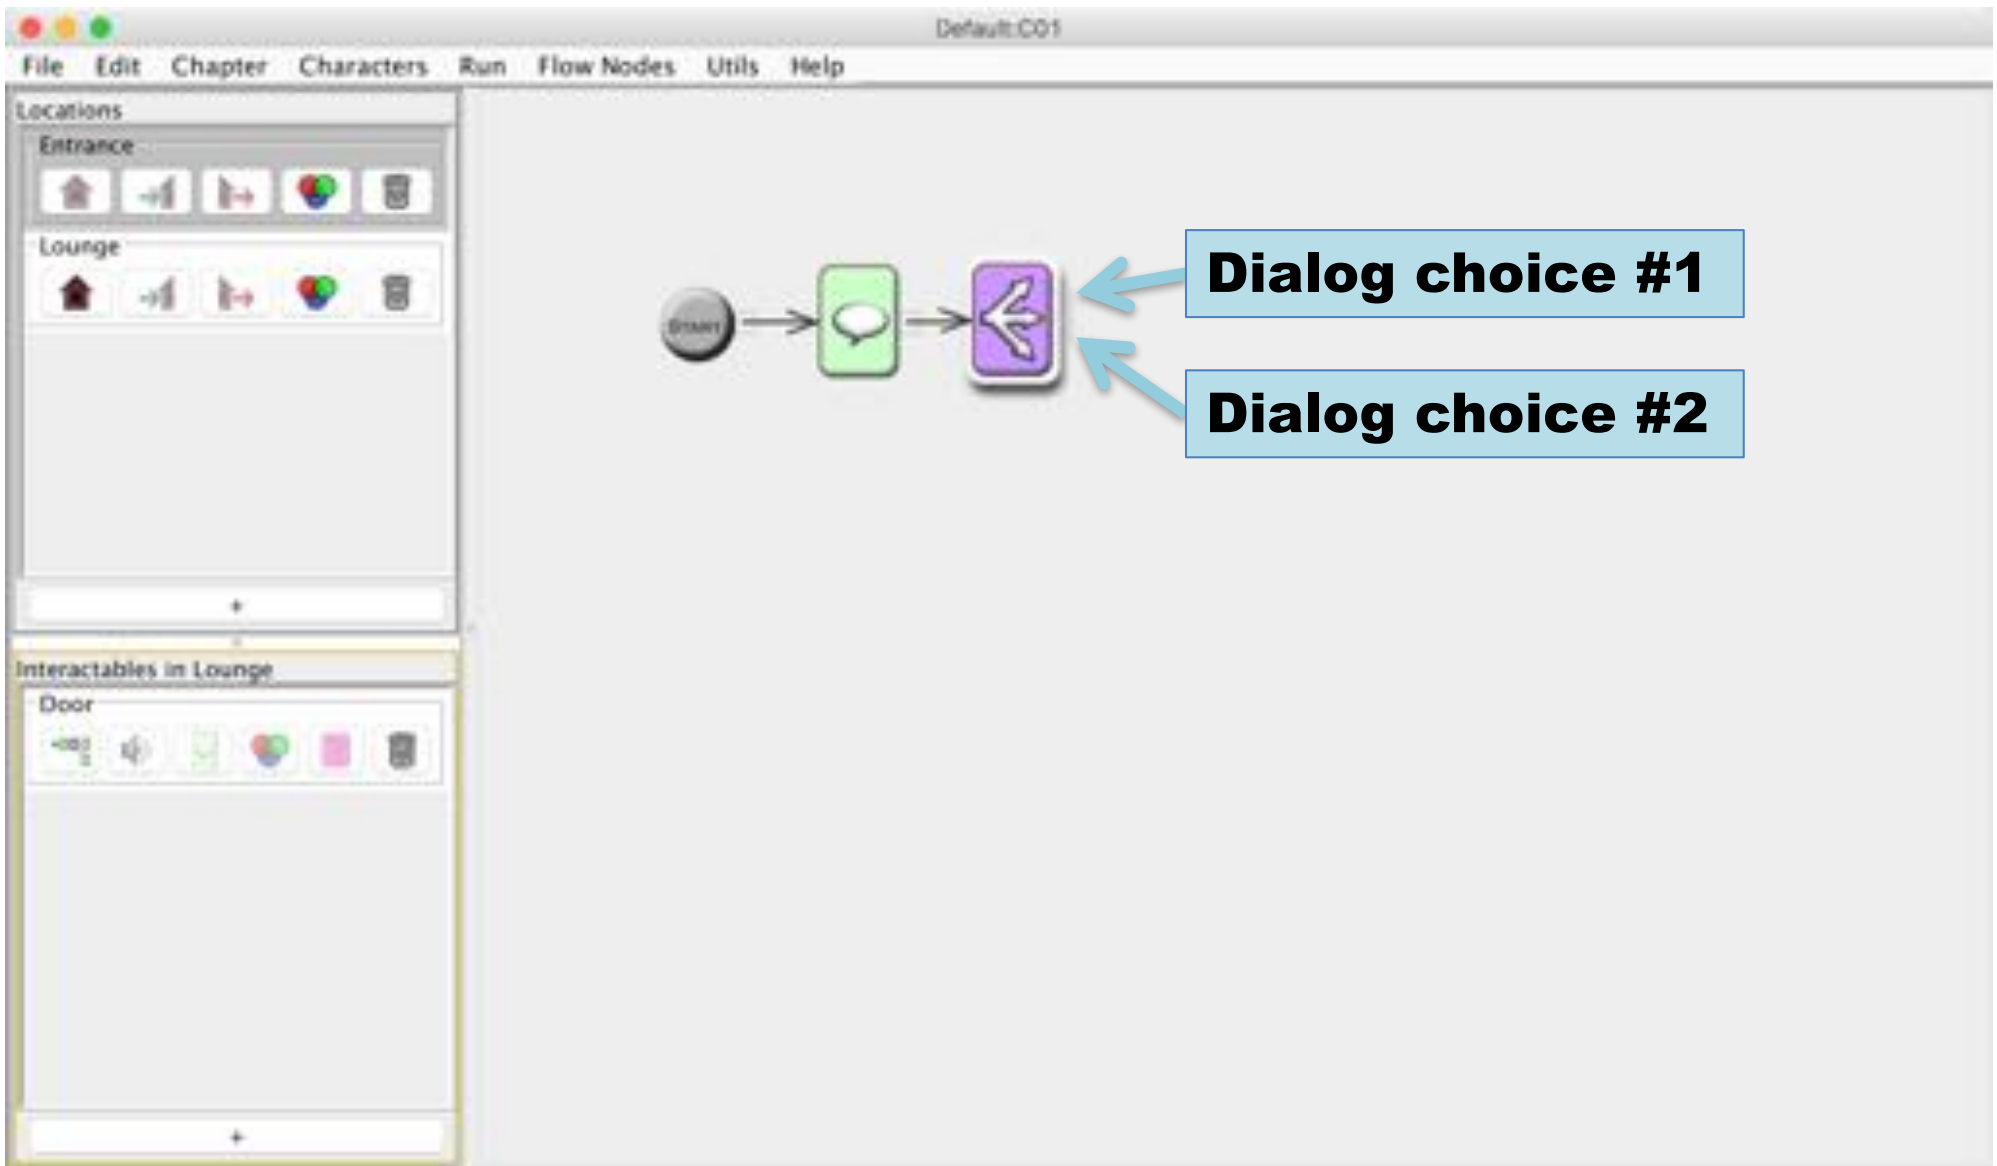 Default:C01
File Edit Chapter Characters Run Flow Nodes Utils Help
Locations
Entrance
Lounge
+
Interactables in Lounge
Door
+
START
Dialog choice #1
Dialog choice #2